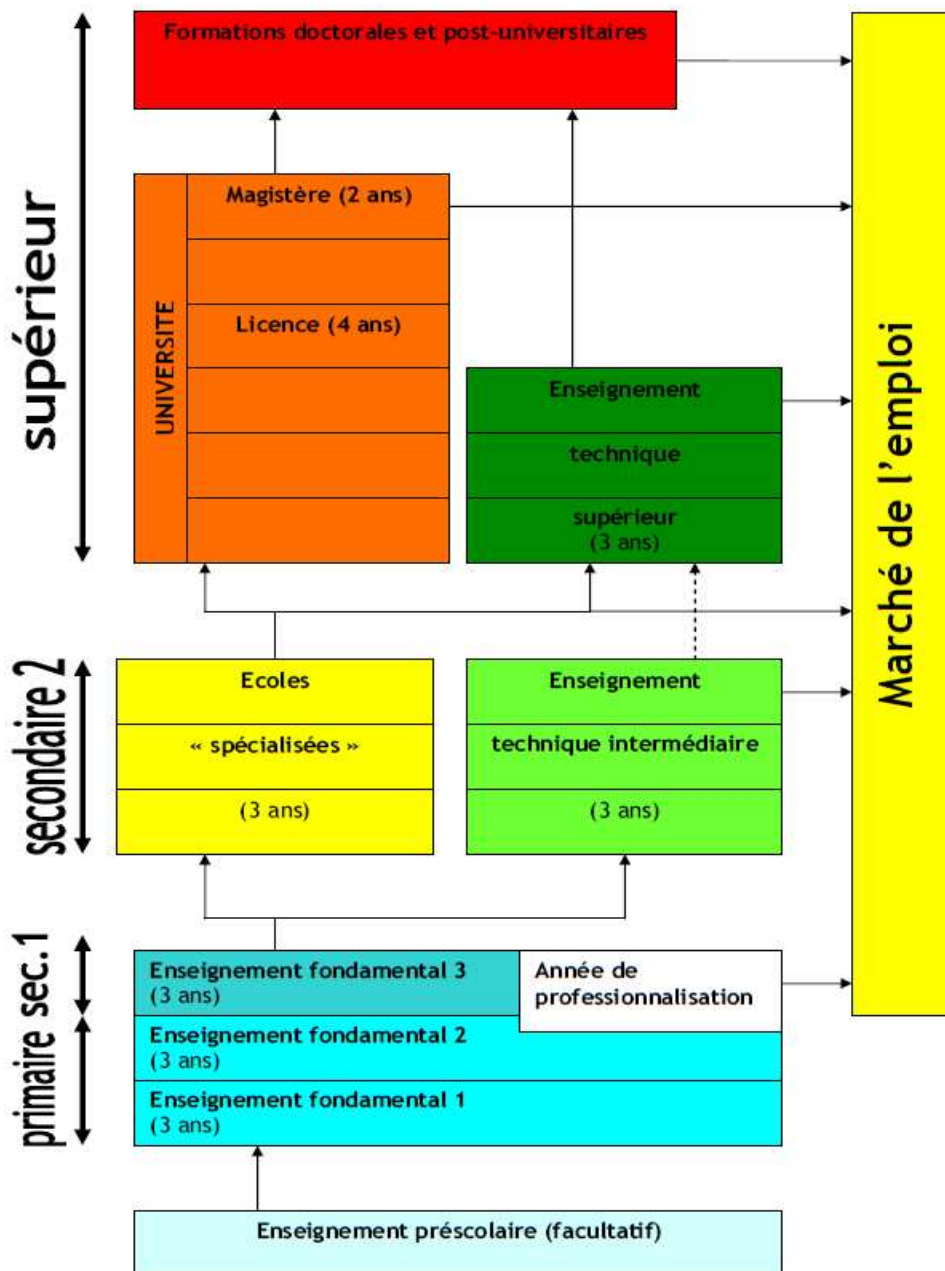 Formations doctorales et post-universitaires
supérieur
UNIVERSITE
Magistère (2 ans)
Licence (4 ans)
Enseignement
technique
supérieur
(3 ans)
Marché de l'emploi
secondaire 2
Ecoles
« spécialisées »
(3 ans)
Enseignement
technique intermédiaire
(3 ans)
sec.1
Enseignement fondamental 3
(3 ans)
Année de
professionnalisation
primaire
Enseignement fondamental 2
(3 ans)
Enseignement fondamental 1
(3 ans)
Enseignement préscolaire (facultatif)